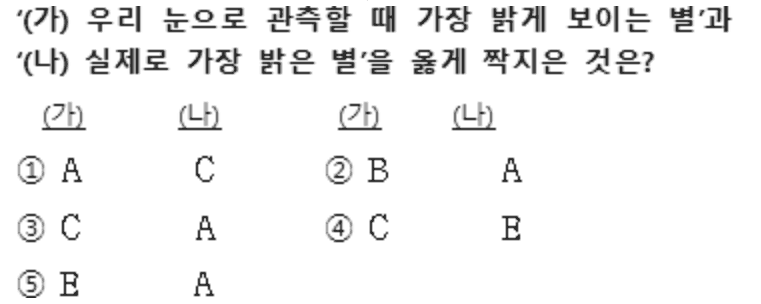 ‘(가) 우리 눈으로 관측할 때 가장 밝게 보이는 별’과
‘(나) 실제로 가장 밝은 별’을 옳게 짝지은 것은?
(가) (나) (가) (나)
① A C ② B A
③ C A ④ C E
⑤ E A